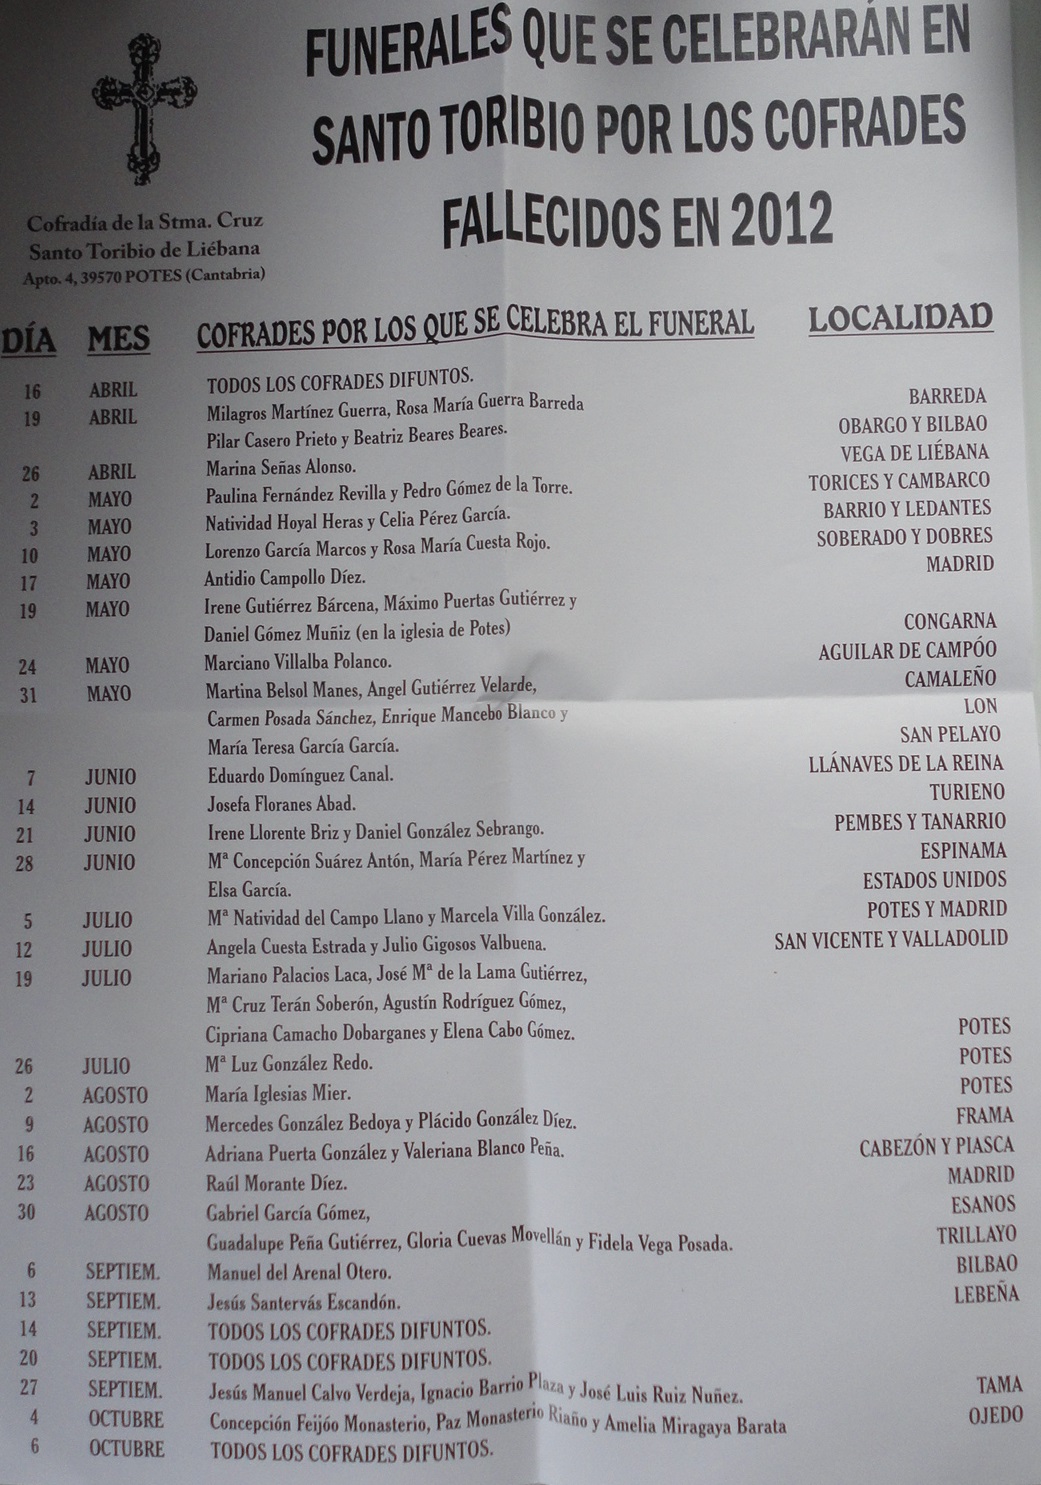 FUNERALES QUE SE CELEBRARÁN EN
SANTO TORIBIO POR LOS COFRADES
FALLECIDOS EN 2012
Cofradía de la Stma. Cruz
Santo Toribio de Liébana
Apto. 4, 39570 POTES (Cantabria)
DÍA MES COFRADES POR LOS QUE SE CELEBRA EL FUNERAL LOCALIDAD
16 ABRIL TODOS LOS COFRADES DIFUNTOS.
19 ABRIL Milagros Martínez Guerra, Rosa María Guerra Barreda BARREDA
Pilar Casero Prieto y Beatriz Beares Beares. OBARGO Y BILBAO
26 ABRIL Marina Señas Alonso. VEGA DE LIÉBANA
2 MAYO Paulina Fernández Revilla y Pedro Gómez de la Torre. TORICES Y CAMBARCO
3 MAYO Natividad Hoyal Heras y Celia Pérez García. BARRIO Y LEDANTES
10 MAYO Lorenzo García Marcos y Rosa María Cuesta Rojo. SOBERADO Y DOBRES
17 MAYO Antidio Campollo Díez. MADRID
19 MAYO Irene Gutiérrez Bárcena, Máximo Puertas Gutiérrez y
Daniel Gómez Muñiz (en la iglesia de Potes) CONGARNA
24 MAYO Marciano Villalba Polanco. AGUILAR DE CAMPÓO
31 MAYO Martina Belsol Manes, Angel Gutiérrez Velarde, CAMALEÑO
Carmen Posada Sánchez, Enrique Mancebo Blanco y LON
María Teresa García García. SAN PELAYO
7 JUNIO Eduardo Domínguez Canal. LLÁNAVES DE LA REINA
14 JUNIO Josefa Floranes Abad. TURIENO
21 JUNIO Irene Llorente Briz y Daniel González Sebrango. PEMBES Y TANARRIO
28 JUNIO Mª Concepción Suárez Antón, María Pérez Martínez y ESPINAMA
Elsa García. ESTADOS UNIDOS
5 JULIO Mª Natividad del Campo Llano y Marcela Villa González. POTES Y MADRID
12 JULIO Angela Cuesta Estrada y Julio Gigosos Valbuena. SAN VICENTE Y VALLADOLID
19 JULIO Mariano Palacios Laca, José Mª de la Lama Gutiérrez,
Mª Cruz Terán Soberón, Agustín Rodríguez Gómez,
Cipriana Camacho Dobarganes y Elena Cabo Gómez. POTES
26 JULIO Mª Luz González Redo. POTES
2 AGOSTO María Iglesias Mier. POTES
9 AGOSTO Mercedes González Bedoya y Plácido González Díez. FRAMA
16 AGOSTO Adriana Puerta González y Valeriana Blanco Peña. CABEZÓN Y PIASCA
23 AGOSTO Raúl Morante Díez. MADRID
30 AGOSTO Gabriel García Gómez, ESANOS
Guadalupe Peña Gutiérrez, Gloria Cuevas Movellán y Fidela Vega Posada. TRILLAYO
6 SEPTIEM. Manuel del Arenal Otero. BILBAO
13 SEPTIEM. Jesús Santervás Escandón. LEBEÑA
14 SEPTIEM. TODOS LOS COFRADES DIFUNTOS.
20 SEPTIEM. TODOS LOS COFRADES DIFUNTOS.
27 SEPTIEM. Jesús Manuel Calvo Verdeja, Ignacio Barrio Plaza y José Luis Ruiz Nuñez. TAMA
4 OCTUBRE Concepción Feijóo Monasterio, Paz Monasterio Riaño y Amelia Miragaya Barata OJEDO
6 OCTUBRE TODOS LOS COFRADES DIFUNTOS.